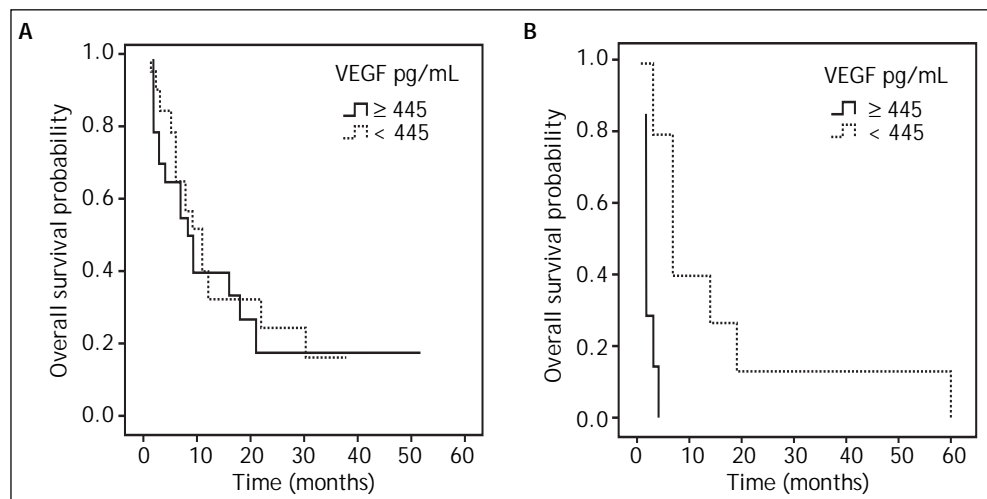 A
VEGF pg/mL
≥ 445
< 445
Overall survival probability
1.0
0.8
0.6
0.4
0.2
0.0
0 10 20 30 40 50 60
Time (months)
B
VEGF pg/mL
≥ 445
< 445
Overall survival probability
1.0
0.8
0.6
0.4
0.2
0.0
0 10 20 30 40 50 60
Time (months)